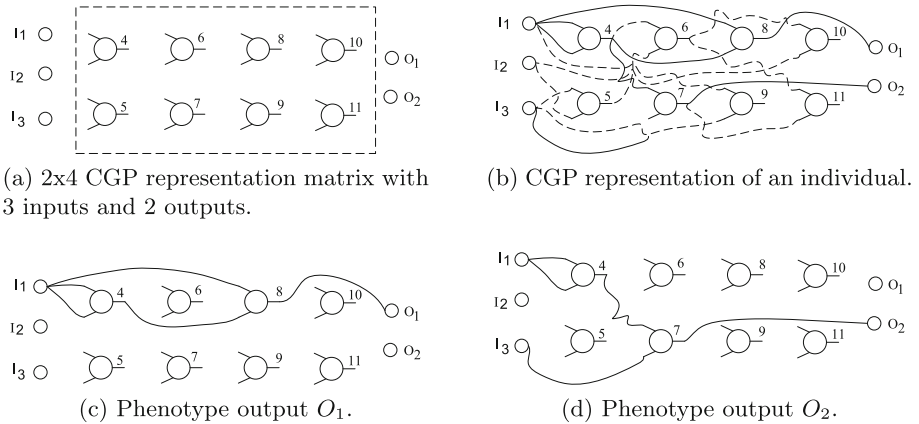 I1
I2
I3
4
6
8
10
5
7
9
11
O1
O2
(a) 2x4 CGP representation matrix with
3 inputs and 2 outputs.
I1
I2
I3
4
6
8
10
5
7
9
11
O1
O2
(b) CGP representation of an individual.
I1
I2
I3
4
6
8
10
5
7
9
11
O1
O2
(c) Phenotype output O1.
I1
I2
I3
4
6
8
10
5
7
9
11
O1
O2
(d) Phenotype output O2.